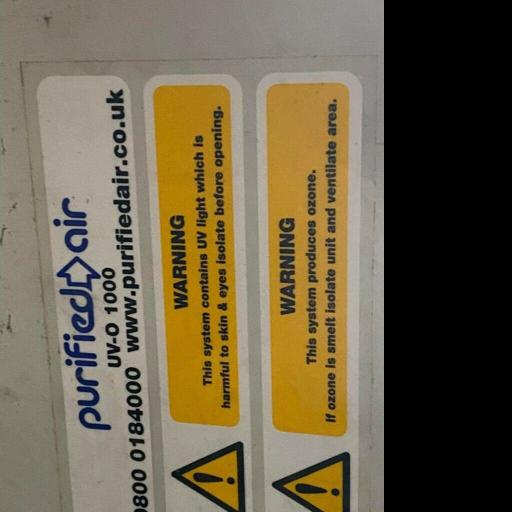 purified air
UV-O 1000
0800 0184000 www.purifiedair.co.uk
WARNING
This system contains UV light which is
harmful to skin & eyes isolate before opening.
WARNING
This system produces ozone.
If ozone is smelt isolate unit and ventilate area.